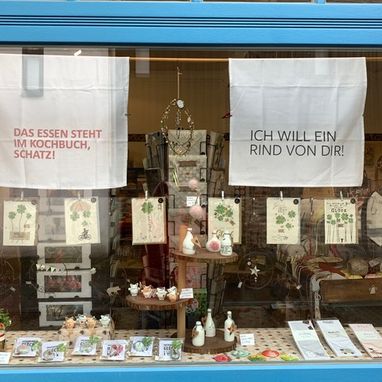 DAS ESSEN STEHT
IM KOCHBUCH,
SCHATZ!
ICH WILL EIN
RIND VON DIR!